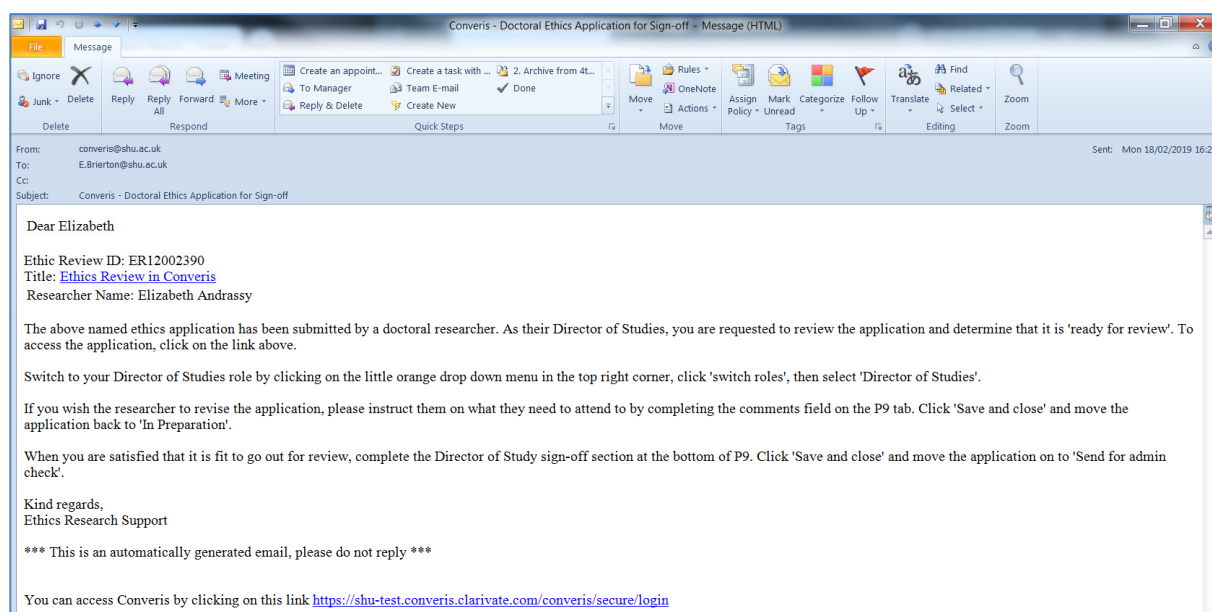 Converis - Doctoral Ethics Application for Sign-off - Message (HTML)
File Message
Ignore Delete Reply Reply All Forward Meeting Create an appoint... Create a task with ... 2. Archive from 4t... Move Rules OneNote Assign Policy Mark Unread Categorize Follow Up Translate Find Related Zoom
Junk More To Manager Team E-mail Done Actions Select
Reply & Delete Create New
Delete Respond Quick Steps Move Tags Editing Zoom
From: converis@shu.ac.uk Sent: Mon 18/02/2019 16:2
To: E.Brierton@shu.ac.uk
Cc:
Subject: Converis - Doctoral Ethics Application for Sign-off
Dear Elizabeth
Ethic Review ID: ER12002390
Title: Ethics Review in Converis
Researcher Name: Elizabeth Andrassy
The above named ethics application has been submitted by a doctoral researcher. As their Director of Studies, you are requested to review the application and determine that it is 'ready for review'. To
access the application, click on the link above.
Switch to your Director of Studies role by clicking on the little orange drop down menu in the top right corner, click 'switch roles', then select 'Director of Studies'.
If you wish the researcher to revise the application, please instruct them on what they need to attend to by completing the comments field on the P9 tab. Click 'Save and close' and move the
application back to 'In Preparation'.
When you are satisfied that it is fit to go out for review, complete the Director of Study sign-off section at the bottom of P9. Click 'Save and close' and move the application on to 'Send for admin
check'.
Kind regards,
Ethics Research Support
*** This is an automatically generated email, please do not reply ***
You can access Converis by clicking on this link https://shu-test.converis.clarivate.com/converis/secure/login